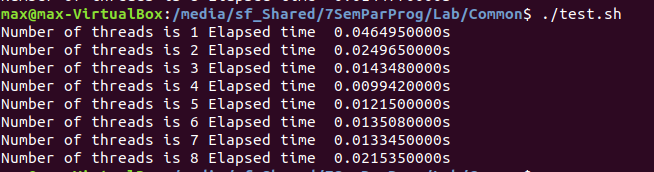 max@max-VirtualBox:/media/sf_Shared/7SemParProg/Lab/Common$ ./test.sh
Number of threads is 1 Elapsed time  0.0464950000s
Number of threads is 2 Elapsed time  0.0249650000s
Number of threads is 3 Elapsed time  0.0143480000s
Number of threads is 4 Elapsed time  0.0099420000s
Number of threads is 5 Elapsed time  0.0121500000s
Number of threads is 6 Elapsed time  0.0135080000s
Number of threads is 7 Elapsed time  0.0133450000s
Number of threads is 8 Elapsed time  0.0215350000s